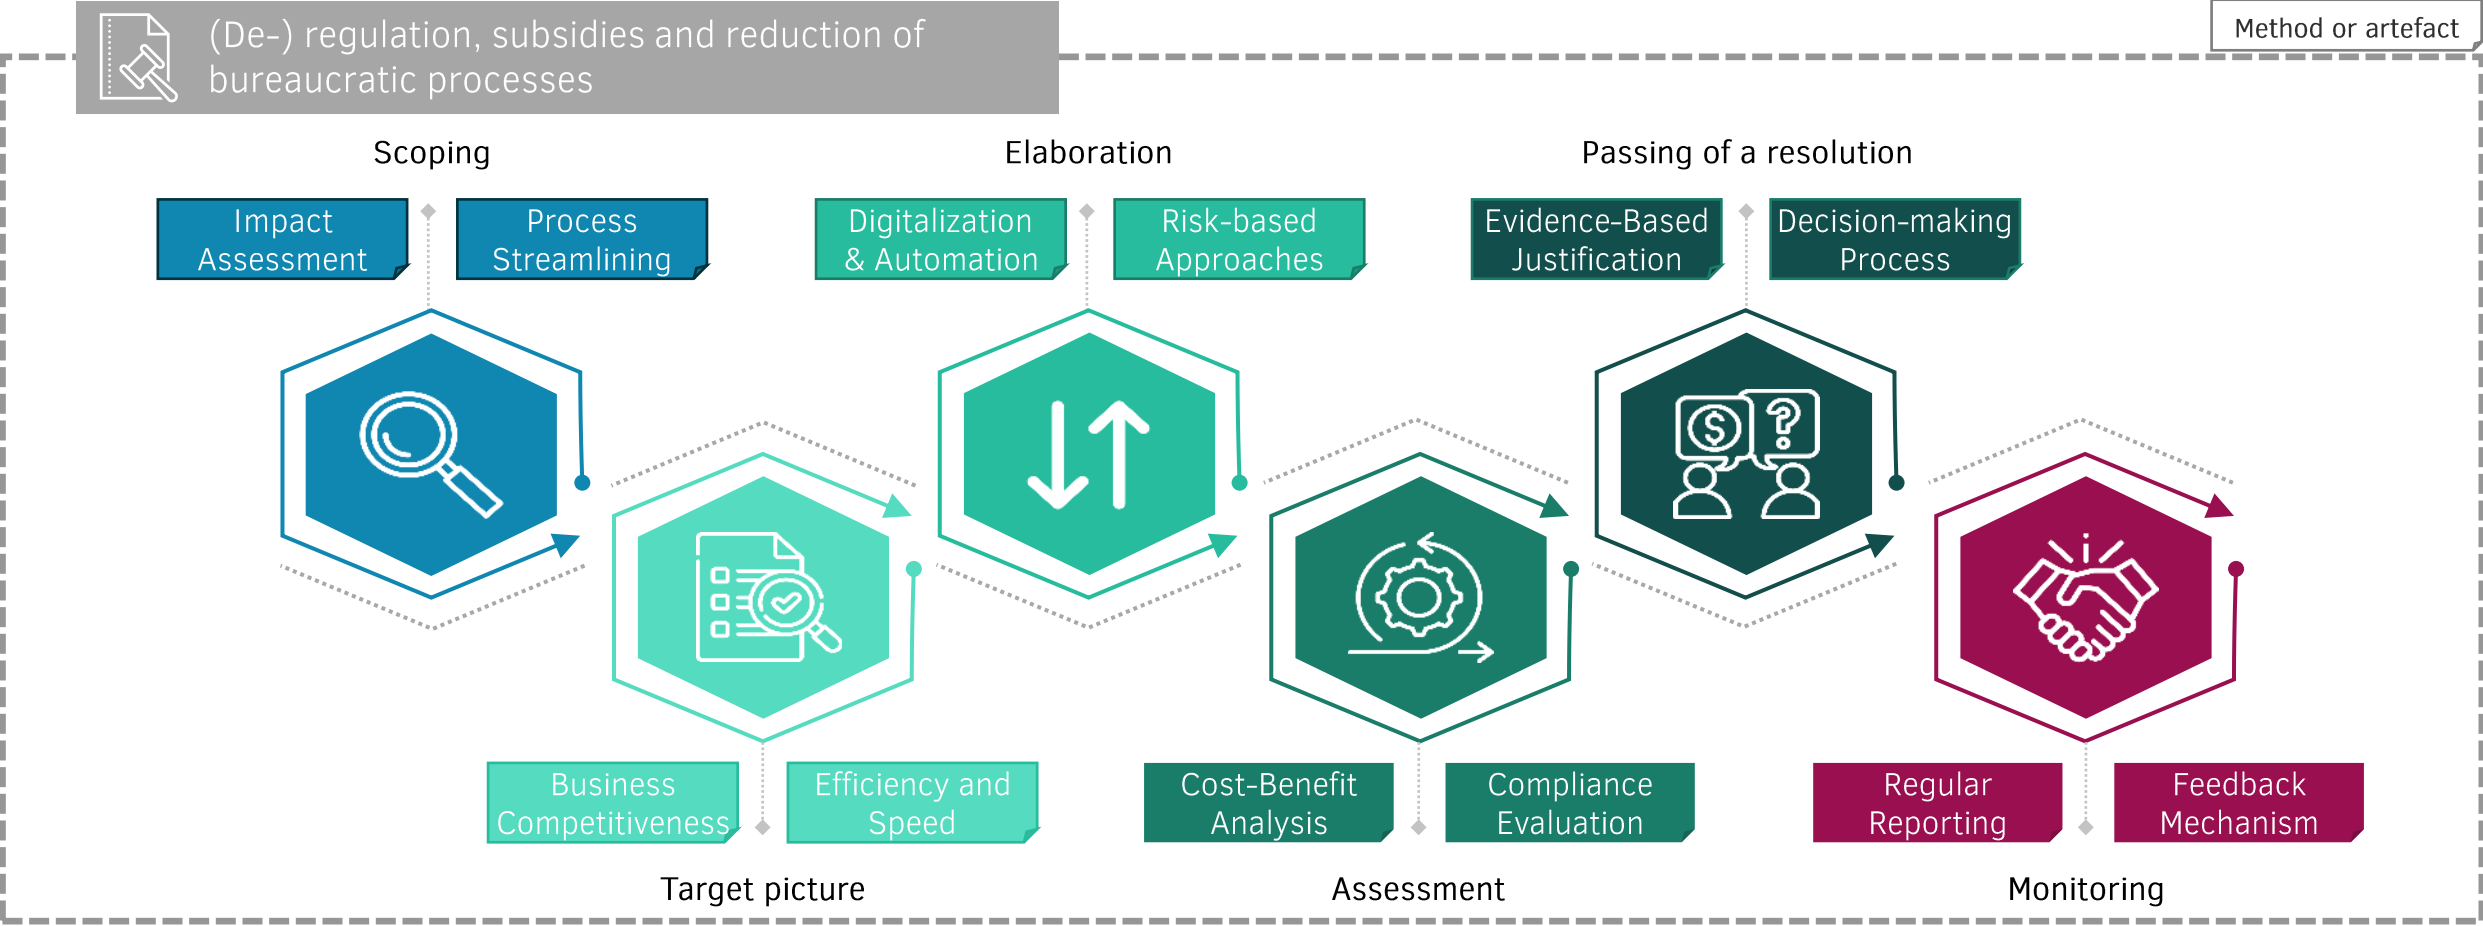 (De-) regulation, subsidies and reduction of
bureaucratic processes
Method or artefact
Scoping
Impact
Assessment
Process
Streamlining
Target picture
Business
Competitiveness
Efficiency and
Speed
Elaboration
Digitalization
& Automation
Risk-based
Approaches
Assessment
Cost-Benefit
Analysis
Compliance
Evaluation
Passing of a resolution
Evidence-Based
Justification
Decision-making
Process
$
?
Monitoring
Regular
Reporting
Feedback
Mechanism